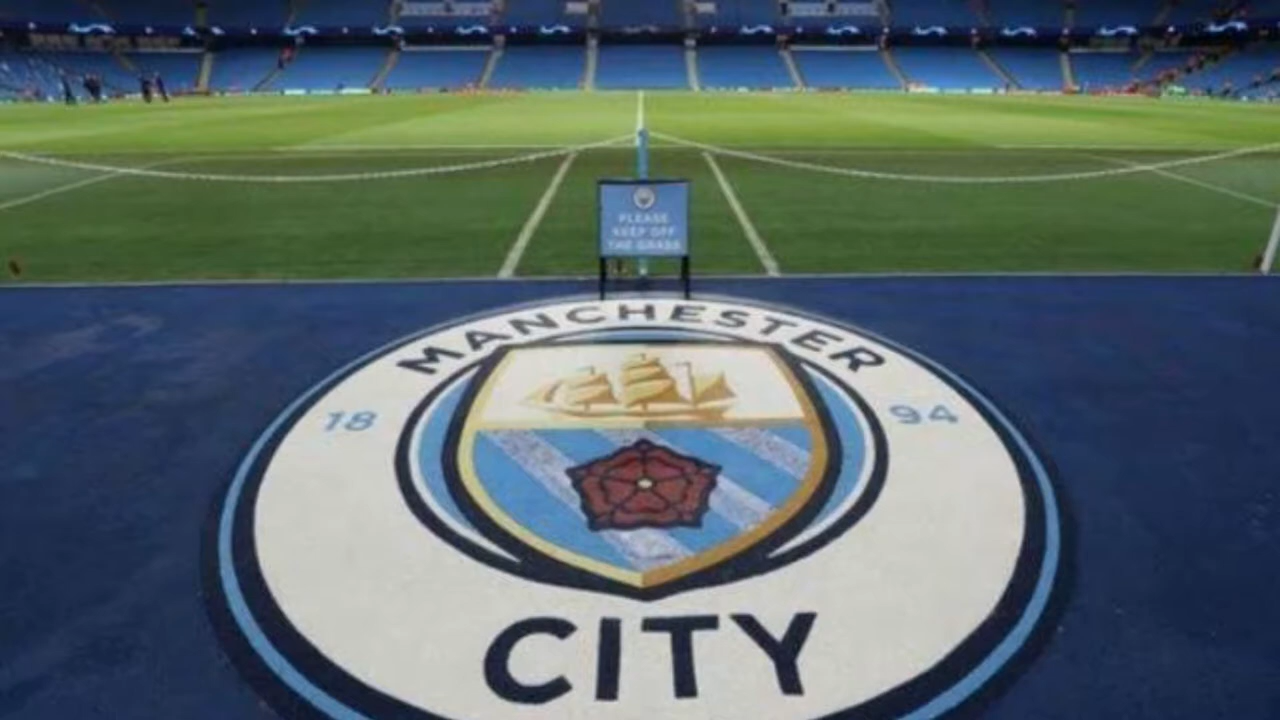 PLEASE
KEEP OFF
THE GRASS
MANCHESTER
18 94
CITY